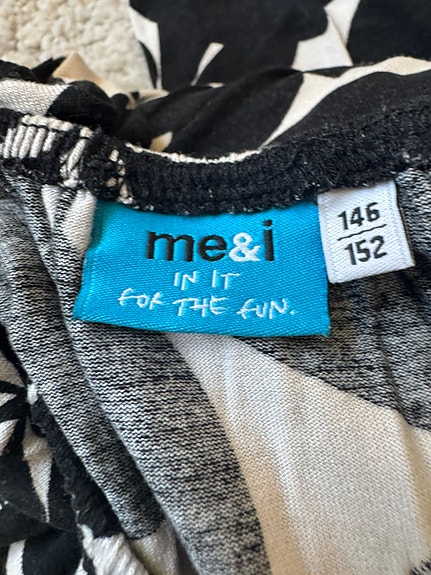 me&i
IN IT
FOR THE FUN.
146
152